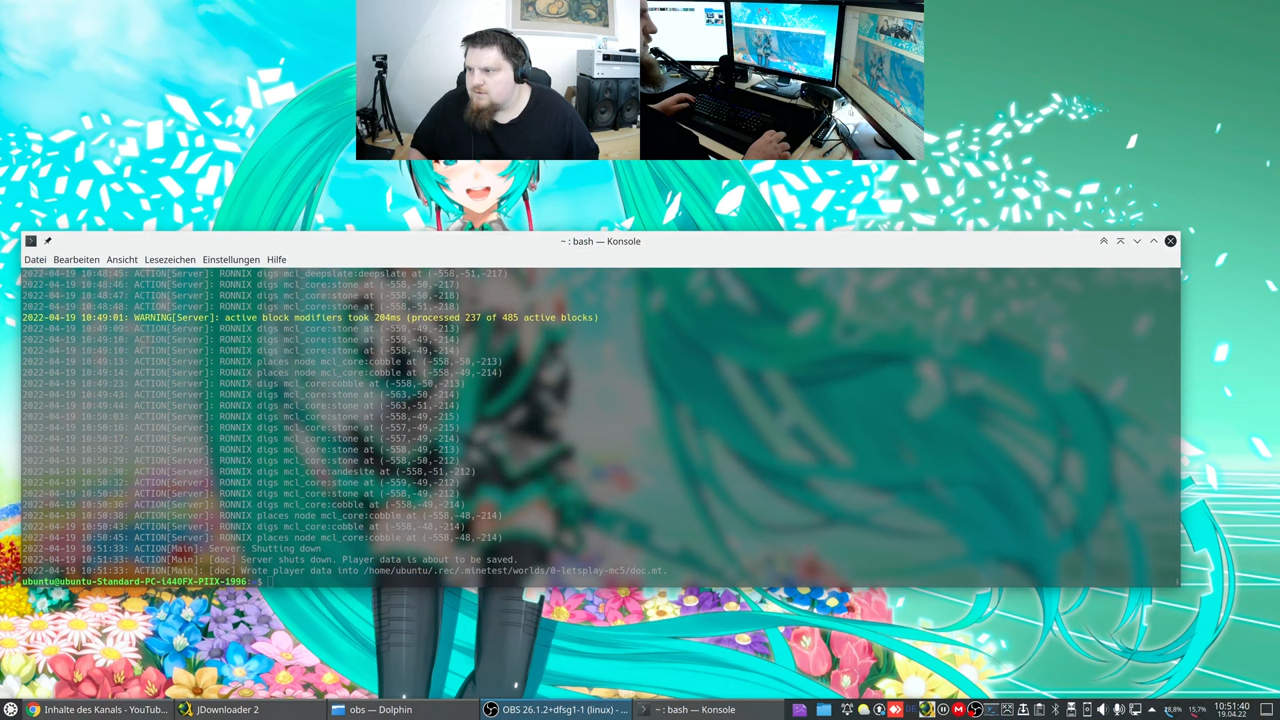 ~ : bash — Konsole
Datei Bearbeiten Ansicht Lesezeichen Einstellungen Hilfe
2022-04-19 10:48:45: ACTION[Server]: RONNIX digs mcl_deepslate:deepslate at (-558,-51,-217)
2022-04-19 10:48:46: ACTION[Server]: RONNIX digs mcl_core:stone at (-558,-50,-217)
2022-04-19 10:48:47: ACTION[Server]: RONNIX digs mcl_core:stone at (-558,-50,-218)
2022-04-19 10:48:48: ACTION[Server]: RONNIX digs mcl_core:stone at (-558,-51,-218)
2022-04-19 10:49:01: WARNING[Server]: active block modifiers took 204ms (processed 237 of 485 active blocks)
2022-04-19 10:49:09: ACTION[Server]: RONNIX digs mcl_core:stone at (-559,-49,-213)
2022-04-19 10:49:10: ACTION[Server]: RONNIX digs mcl_core:stone at (-559,-49,-214)
2022-04-19 10:49:10: ACTION[Server]: RONNIX digs mcl_core:stone at (-558,-49,-214)
2022-04-19 10:49:13: ACTION[Server]: RONNIX places node mcl_core:cobble at (-558,-50,-213)
2022-04-19 10:49:14: ACTION[Server]: RONNIX places node mcl_core:cobble at (-558,-49,-214)
2022-04-19 10:49:23: ACTION[Server]: RONNIX digs mcl_core:cobble at (-558,-50,-213)
2022-04-19 10:49:43: ACTION[Server]: RONNIX digs mcl_core:stone at (-563,-50,-214)
2022-04-19 10:49:44: ACTION[Server]: RONNIX digs mcl_core:stone at (-563,-51,-214)
2022-04-19 10:50:03: ACTION[Server]: RONNIX digs mcl_core:stone at (-558,-49,-215)
2022-04-19 10:50:16: ACTION[Server]: RONNIX digs mcl_core:stone at (-557,-49,-215)
2022-04-19 10:50:17: ACTION[Server]: RONNIX digs mcl_core:stone at (-557,-49,-214)
2022-04-19 10:50:22: ACTION[Server]: RONNIX digs mcl_core:stone at (-558,-49,-213)
2022-04-19 10:50:28: ACTION[Server]: RONNIX digs mcl_core:stone at (-558,-50,-212)
2022-04-19 10:50:30: ACTION[Server]: RONNIX digs mcl_core:andesite at (-558,-51,-212)
2022-04-19 10:50:32: ACTION[Server]: RONNIX digs mcl_core:stone at (-559,-49,-212)
2022-04-19 10:50:32: ACTION[Server]: RONNIX digs mcl_core:stone at (-558,-49,-212)
2022-04-19 10:50:36: ACTION[Server]: RONNIX digs mcl_core:cobble at (-558,-49,-214)
2022-04-19 10:50:38: ACTION[Server]: RONNIX places node mcl_core:cobble at (-558,-48,-214)
2022-04-19 10:50:43: ACTION[Server]: RONNIX digs mcl_core:cobble at (-558,-48,-214)
2022-04-19 10:50:45: ACTION[Server]: RONNIX places node mcl_core:cobble at (-558,-48,-214)
2022-04-19 10:51:33: ACTION[Main]: Server: Shutting down
2022-04-19 10:51:33: ACTION[Main]: [doc] Server shuts down. Player data is about to be saved.
2022-04-19 10:51:33: ACTION[Main]: [doc] Wrote player data into /home/ubuntu/.rec/.minetest/worlds/0-letsplay-mc5/doc.mt.
ubuntu@ubuntu-Standard-PC-i440FX-PIIX-1996:~$
Inhalte des Kanals - YouTub... JDownloader 2 obs — Dolphin OBS 26.1.2+dfsg1-1 (linux) - ... ~ : bash — Konsole DE 15,7% 10:51:40
19.04.22